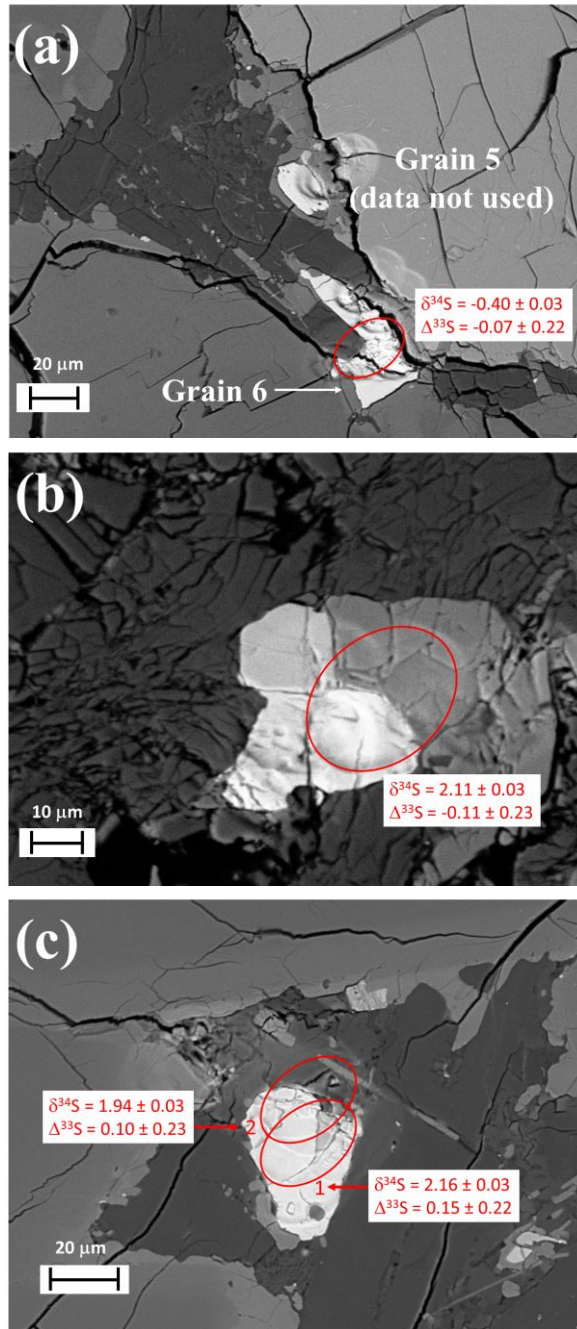 (a)
Grain 5
(data not used)
δ³⁴S = -0.40 ± 0.03
Δ³³S = -0.07 ± 0.22
20 μm
Grain 6
(b)
δ³⁴S = 2.11 ± 0.03
Δ³³S = -0.11 ± 0.23
10 μm
(c)
δ³⁴S = 1.94 ± 0.03
Δ³³S = 0.10 ± 0.23
2
1
δ³⁴S = 2.16 ± 0.03
Δ³³S = 0.15 ± 0.22
20 μm